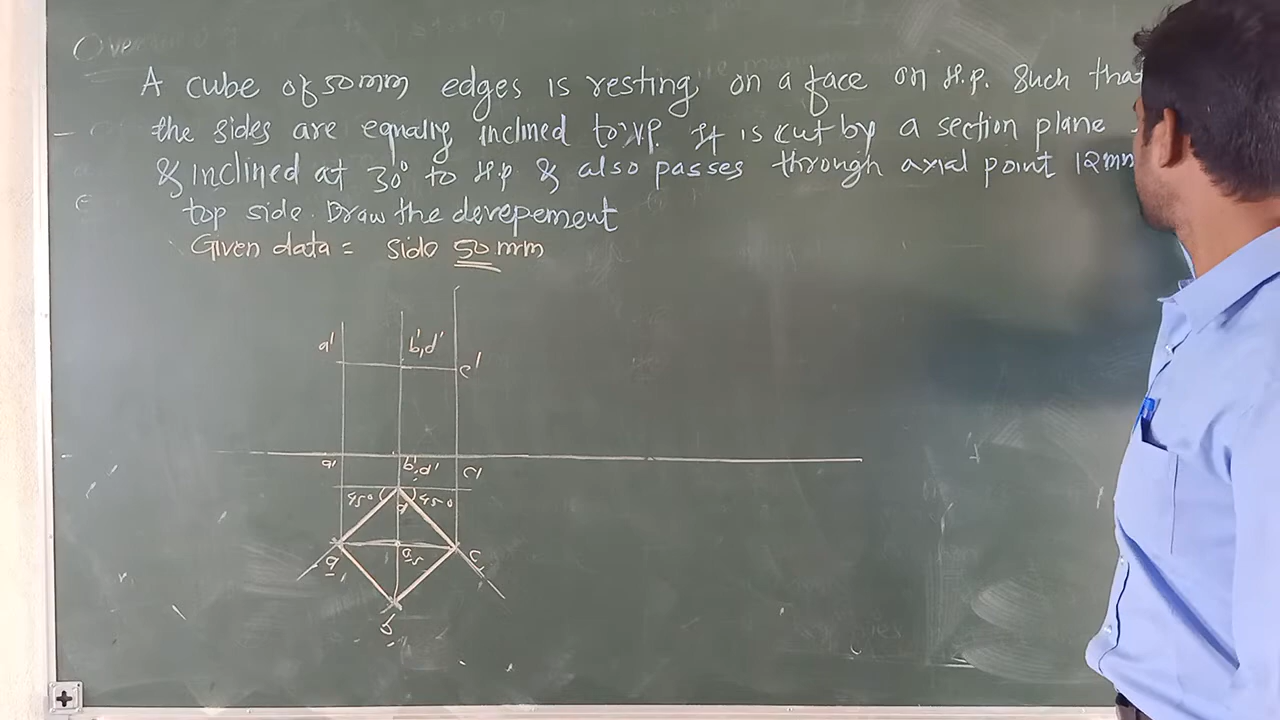 Over
A cube of 50mm edges is resting on a face on H.P. Such that
the sides are equally inclined to V.P. It is cut by a section plane
& Inclined at 30° to H.P & also passes through axial point 12mm
top side. Draw the devepement
Given data = Side 50 mm
a' b',d' c'
a' b',d' c'
45° d 45°
a o c
b